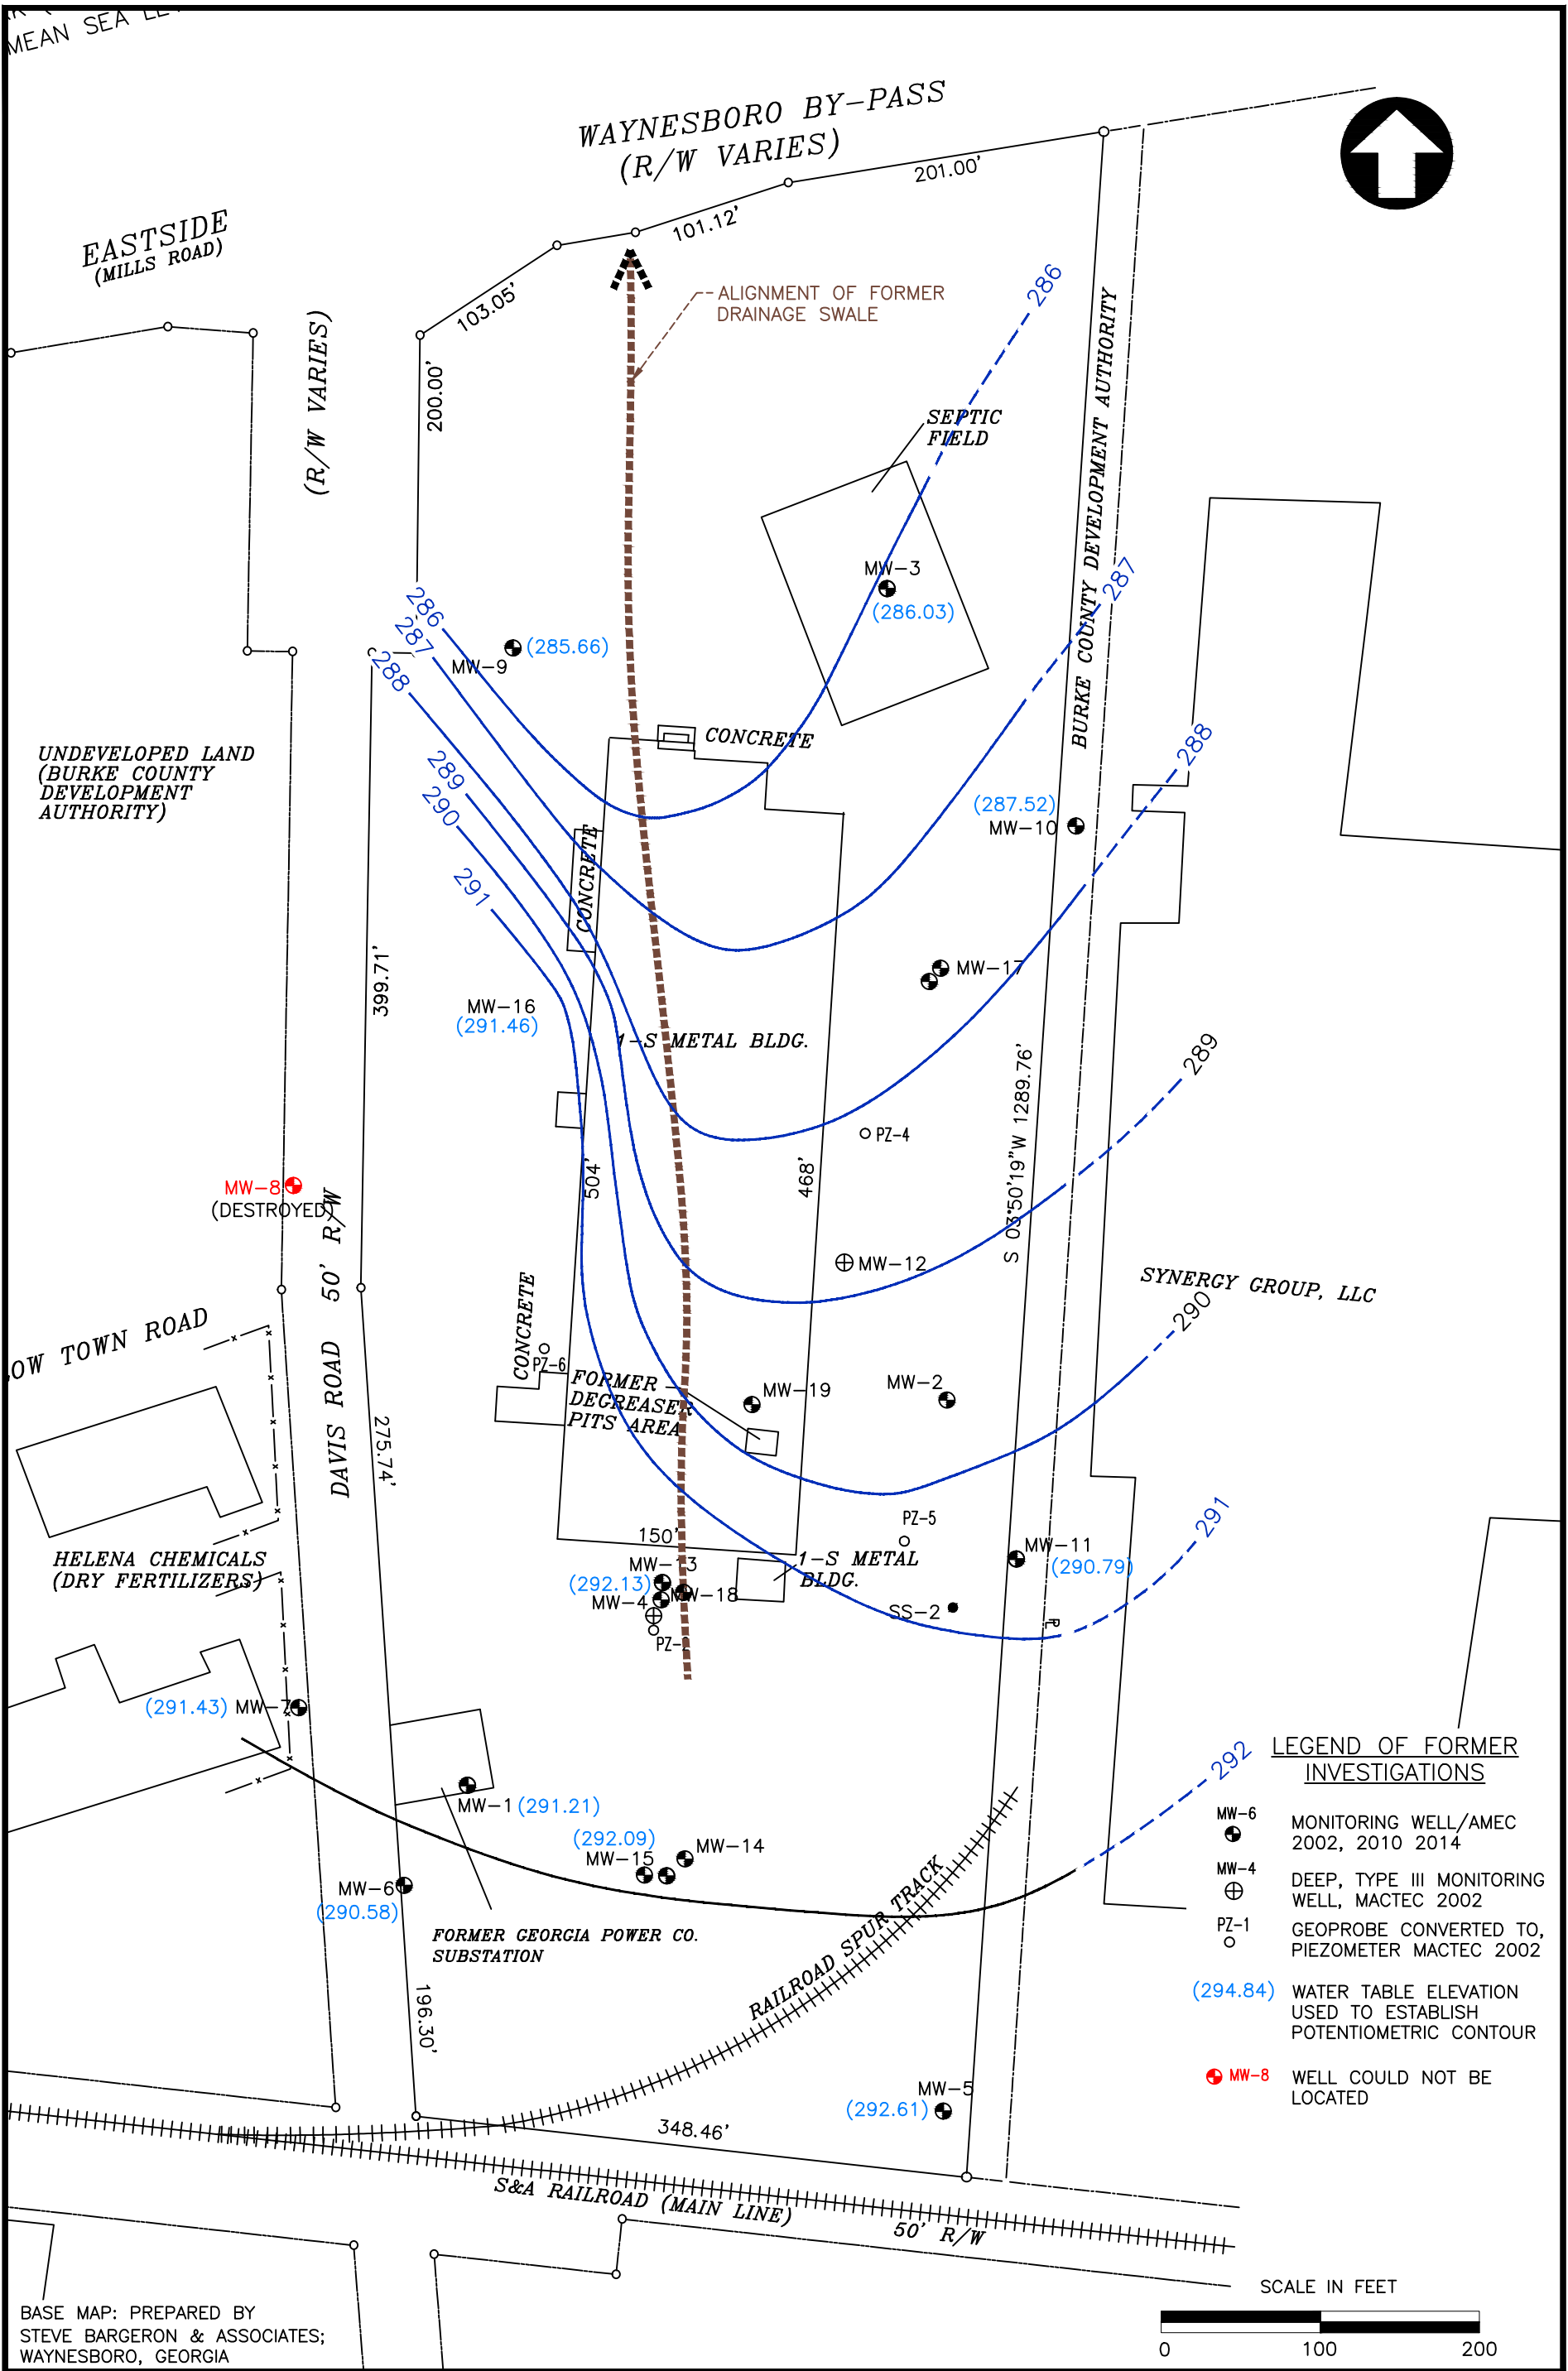 MEAN SEA
WAYNESBORO BY-PASS
(R/W VARIES)
201.00'
101.12'
EASTSIDE
(MILLS ROAD)
103.05'
ALIGNMENT OF FORMER
DRAINAGE SWALE
286
(R/W VARIES)
200.00'
BURKE COUNTY DEVELOPMENT AUTHORITY
SEPTIC
FIELD
MW-3
(286.03)
287
286
287
288
MW-9
(285.66)
CONCRETE
288
UNDEVELOPED LAND
(BURKE COUNTY
DEVELOPMENT
AUTHORITY)
289
290
291
(287.52)
MW-10
CONCRETE
399.71'
MW-17
MW-16
(291.46)
1-S METAL BLDG.
289
S 03°50'19"W 1289.76'
PZ-4
504'
468'
MW-8
(DESTROYED)
DAVIS ROAD 50' R/W
MW-12
SYNERGY GROUP, LLC
290
OW TOWN ROAD
CONCRETE
PZ-6
FORMER
DEGREASER
PITS AREA
MW-19
MW-2
275.74'
291
PZ-5
150'
MW-11
(290.79)
HELENA CHEMICALS
(DRY FERTILIZERS)
MW-13
(292.13)
1-S METAL
BLDG.
MW-18
MW-4
SS-2
PL
PZ-2
(291.43) MW-7
292
MW-1 (291.21)
(292.09)
MW-15
MW-14
MW-6
(290.58)
FORMER GEORGIA POWER CO.
SUBSTATION
RAILROAD SPUR TRACK
196.30'
LEGEND OF FORMER
INVESTIGATIONS
MW-6
MONITORING WELL/AMEC
2002, 2010 2014
MW-4
DEEP, TYPE III MONITORING
WELL, MACTEC 2002
PZ-1
GEOPROBE CONVERTED TO,
PIEZOMETER MACTEC 2002
(294.84)
WATER TABLE ELEVATION
USED TO ESTABLISH
POTENTIOMETRIC CONTOUR
MW-8
WELL COULD NOT BE
LOCATED
MW-5
(292.61)
348.46'
S&A RAILROAD (MAIN LINE)
50' R/W
SCALE IN FEET
0 100 200
BASE MAP: PREPARED BY
STEVE BARGERON & ASSOCIATES;
WAYNESBORO, GEORGIA